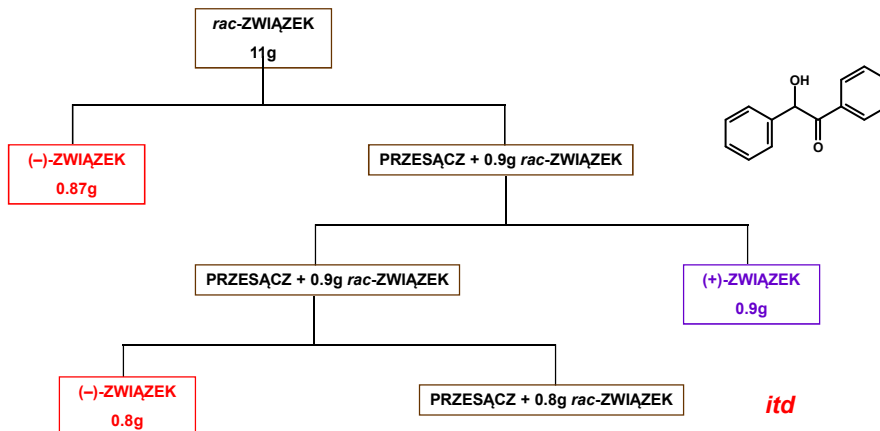 rac-ZWIĄZEK
11g
OH
O
(–)-ZWIĄZEK
0.87g
PRZESĄCZ + 0.9g rac-ZWIĄZEK
PRZESĄCZ + 0.9g rac-ZWIĄZEK
(+)-ZWIĄZEK
0.9g
(–)-ZWIĄZEK
0.8g
PRZESĄCZ + 0.8g rac-ZWIĄZEK
itd